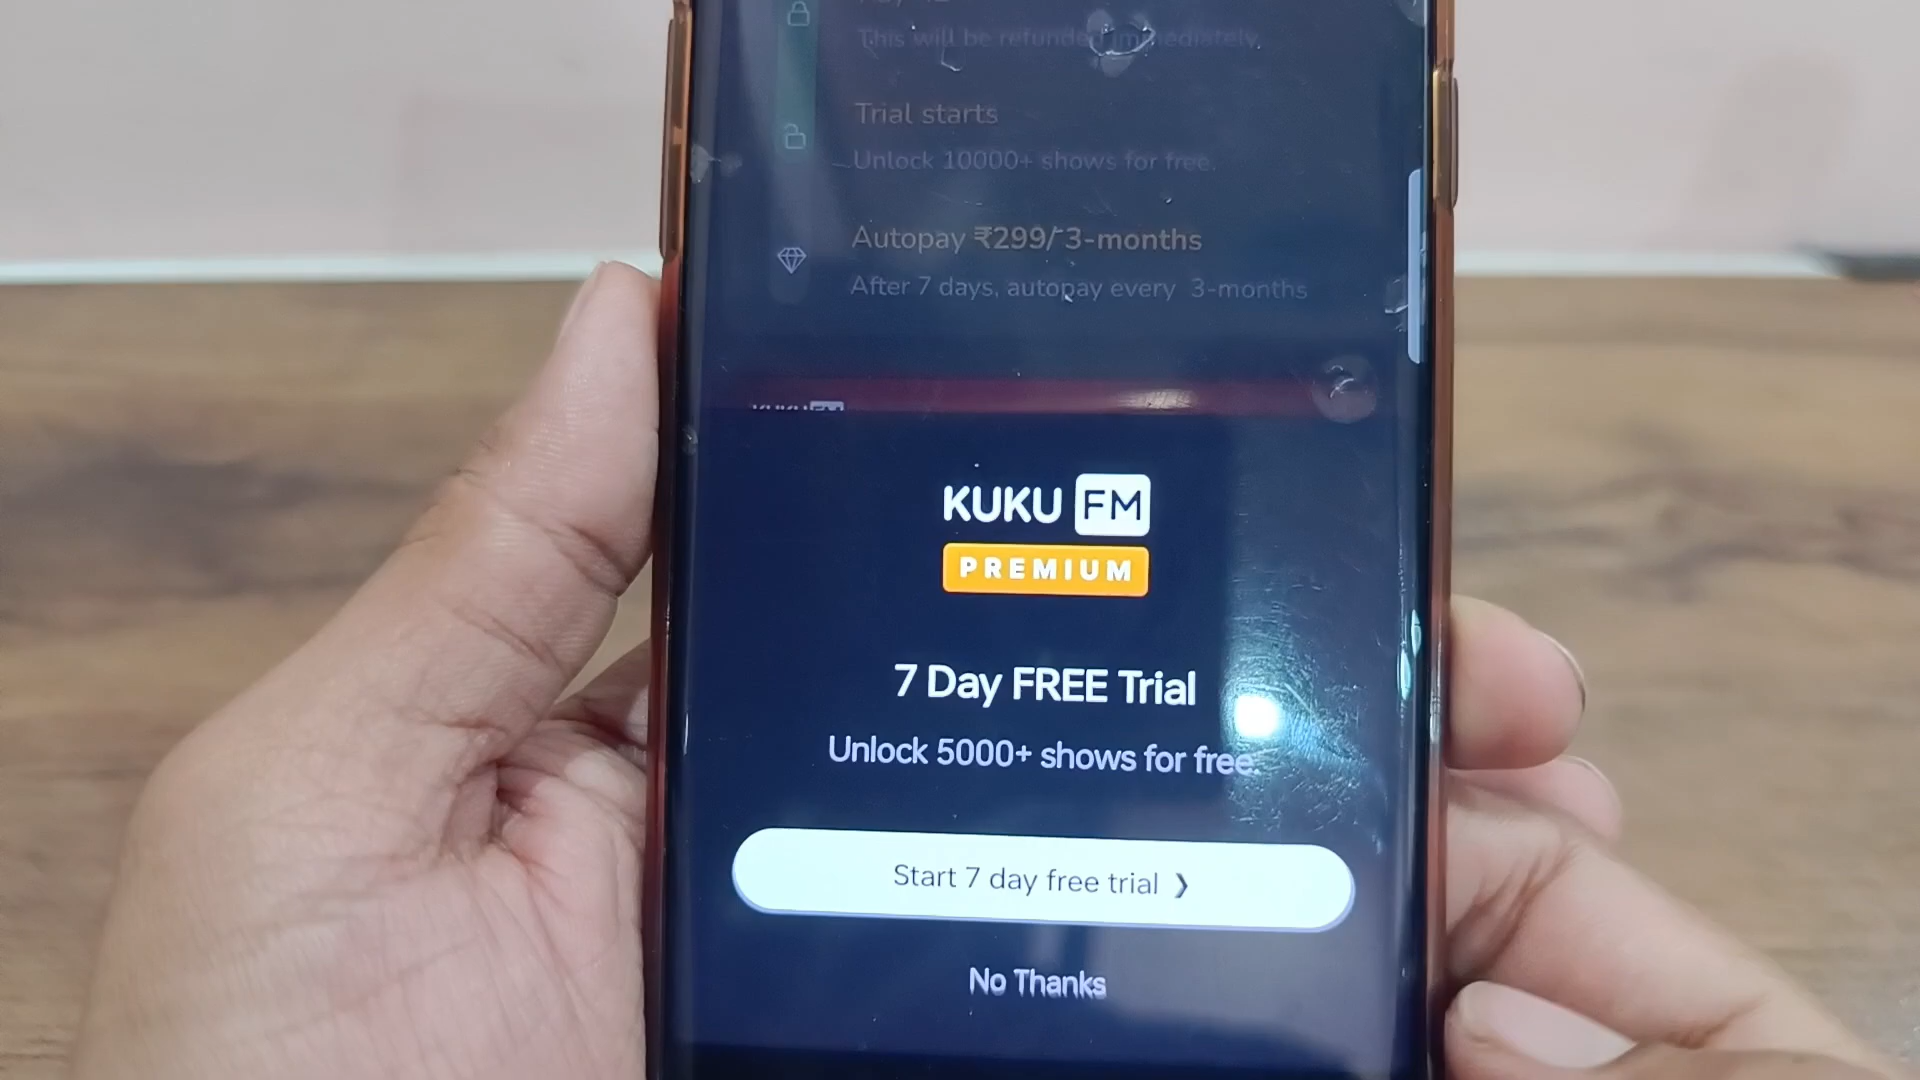 This will be refunded immediately.
Trial starts
Unlock 10000+ shows for free.
Autopay ₹299/ 3-months
After 7 days, autopay every 3-months
KUKU FM
KUKU FM
PREMIUM
7 Day FREE Trial
Unlock 5000+ shows for free.
Start 7 day free trial ❯
No Thanks